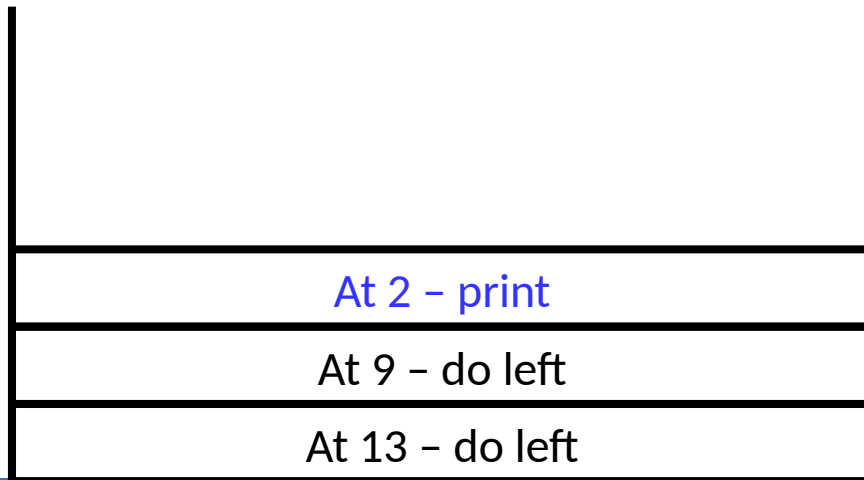 At 2 – print
At 9 – do left
At 13 – do left